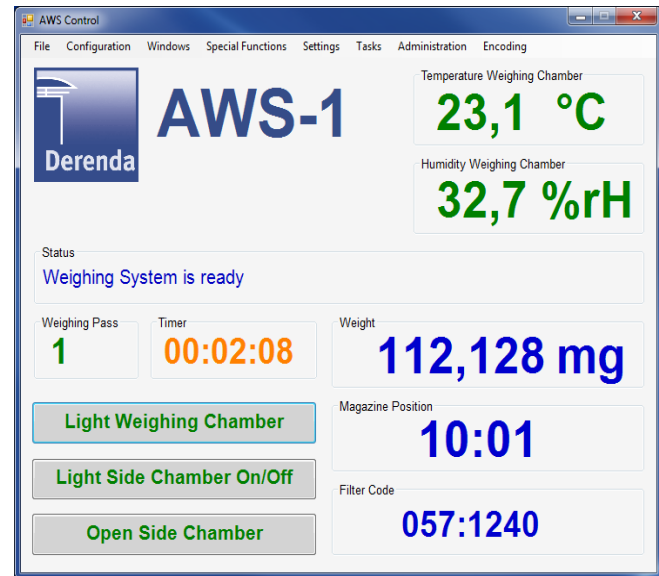 AWS Control
File Configuration Windows Special Functions Settings Tasks Administration Encoding
Derenda
AWS-1
Temperature Weighing Chamber
23,1 °C
Humidity Weighing Chamber
32,7 %rH
Status
Weighing System is ready
Weighing Pass
1
Timer
00:02:08
Weight
112,128 mg
Light Weighing Chamber
Light Side Chamber On/Off
Open Side Chamber
Magazine Position
10:01
Filter Code
057:1240